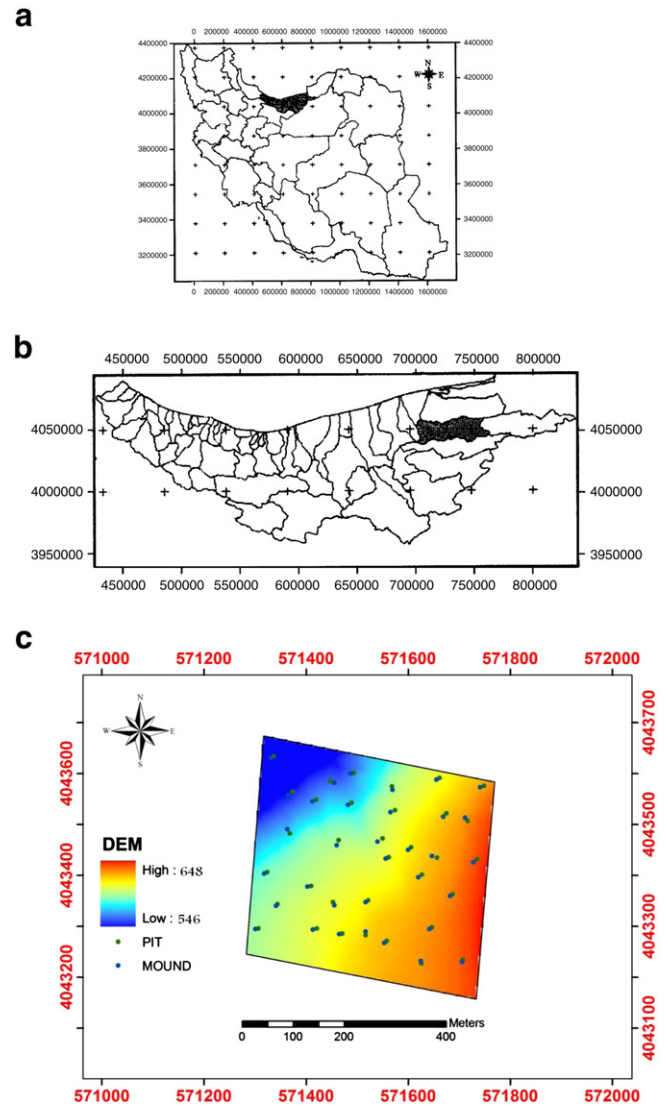 a
0 200000 400000 600000 800000 1000000 1200000 1400000 1600000
4400000 4400000
N
W E
S
4200000 4200000
4000000 4000000
3800000 3800000
3600000 3600000
3400000 3400000
3200000 3200000
0 200000 400000 600000 800000 1000000 1200000 1400000 1600000
b
450000 500000 550000 600000 650000 700000 750000 800000
4050000 4050000
4000000 4000000
3950000 3950000
450000 500000 550000 600000 650000 700000 750000 800000
c
571000 571200 571400 571600 571800 572000
N
W E
S
4043700
4043600
4043500
4043400
4043300
4043200
4043100
DEM
High : 648
Low : 546
PIT
MOUND
Meters
0 100 200 400
571000 571200 571400 571600 571800 572000